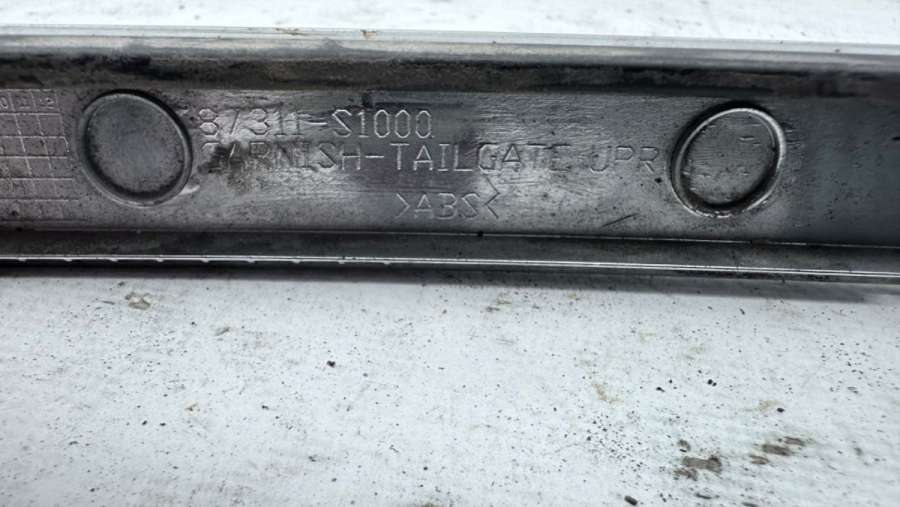 87311-S1000
GARNISH-TAILGATE UPR
>ABS<